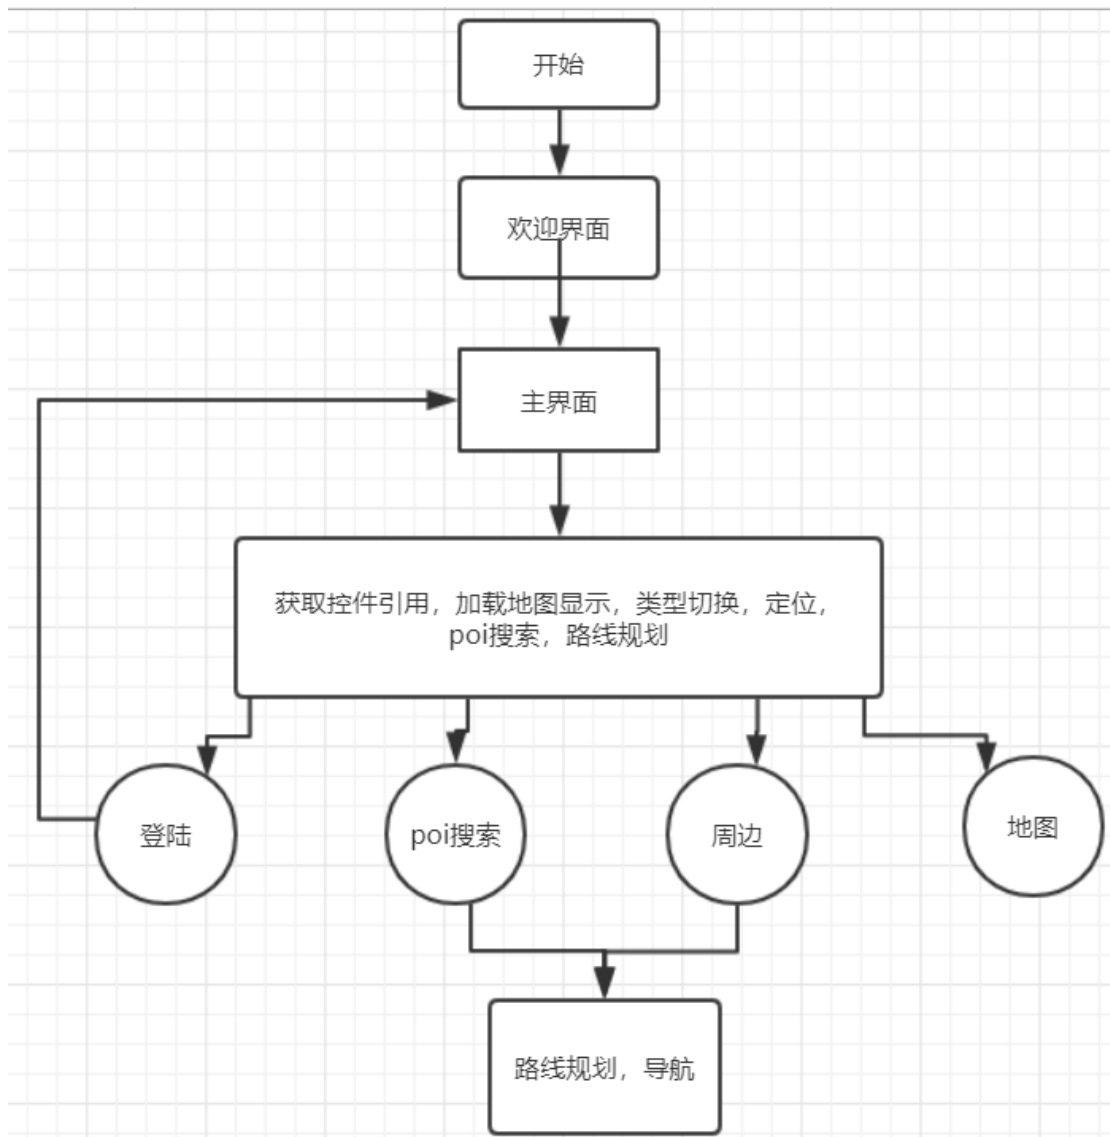 开始
欢迎界面
主界面
获取控件引用，加载地图显示，类型切换，定位，
poi搜索，路线规划
登陆
poi搜索
周边
地图
路线规划，导航